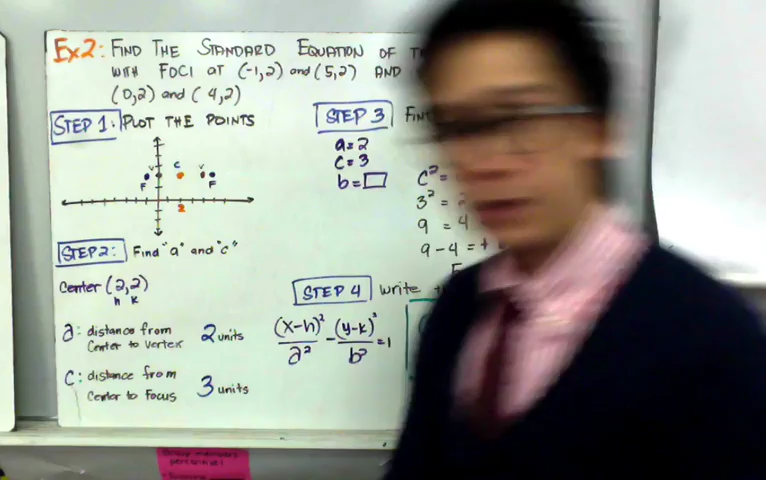 Ex2: FIND THE STANDARD EQUATION OF
WITH FOCI AT (-1,2) and (5,2) AND
(0,2) and (4,2)
STEP 1: PLOT THE POINTS
V C V
F F
2
STEP 2: Find "a" and "c"
Center (2,2)
h k
a: distance from
Center to Vertex
2 units
c: distance from
Center to Focus
3 units
STEP 3
a=2
c=3
b=□
c²=
3²=
9 = 4
9-4=
STEP 4 Write
(x-h)²/a² - (y-k)²/b² =1